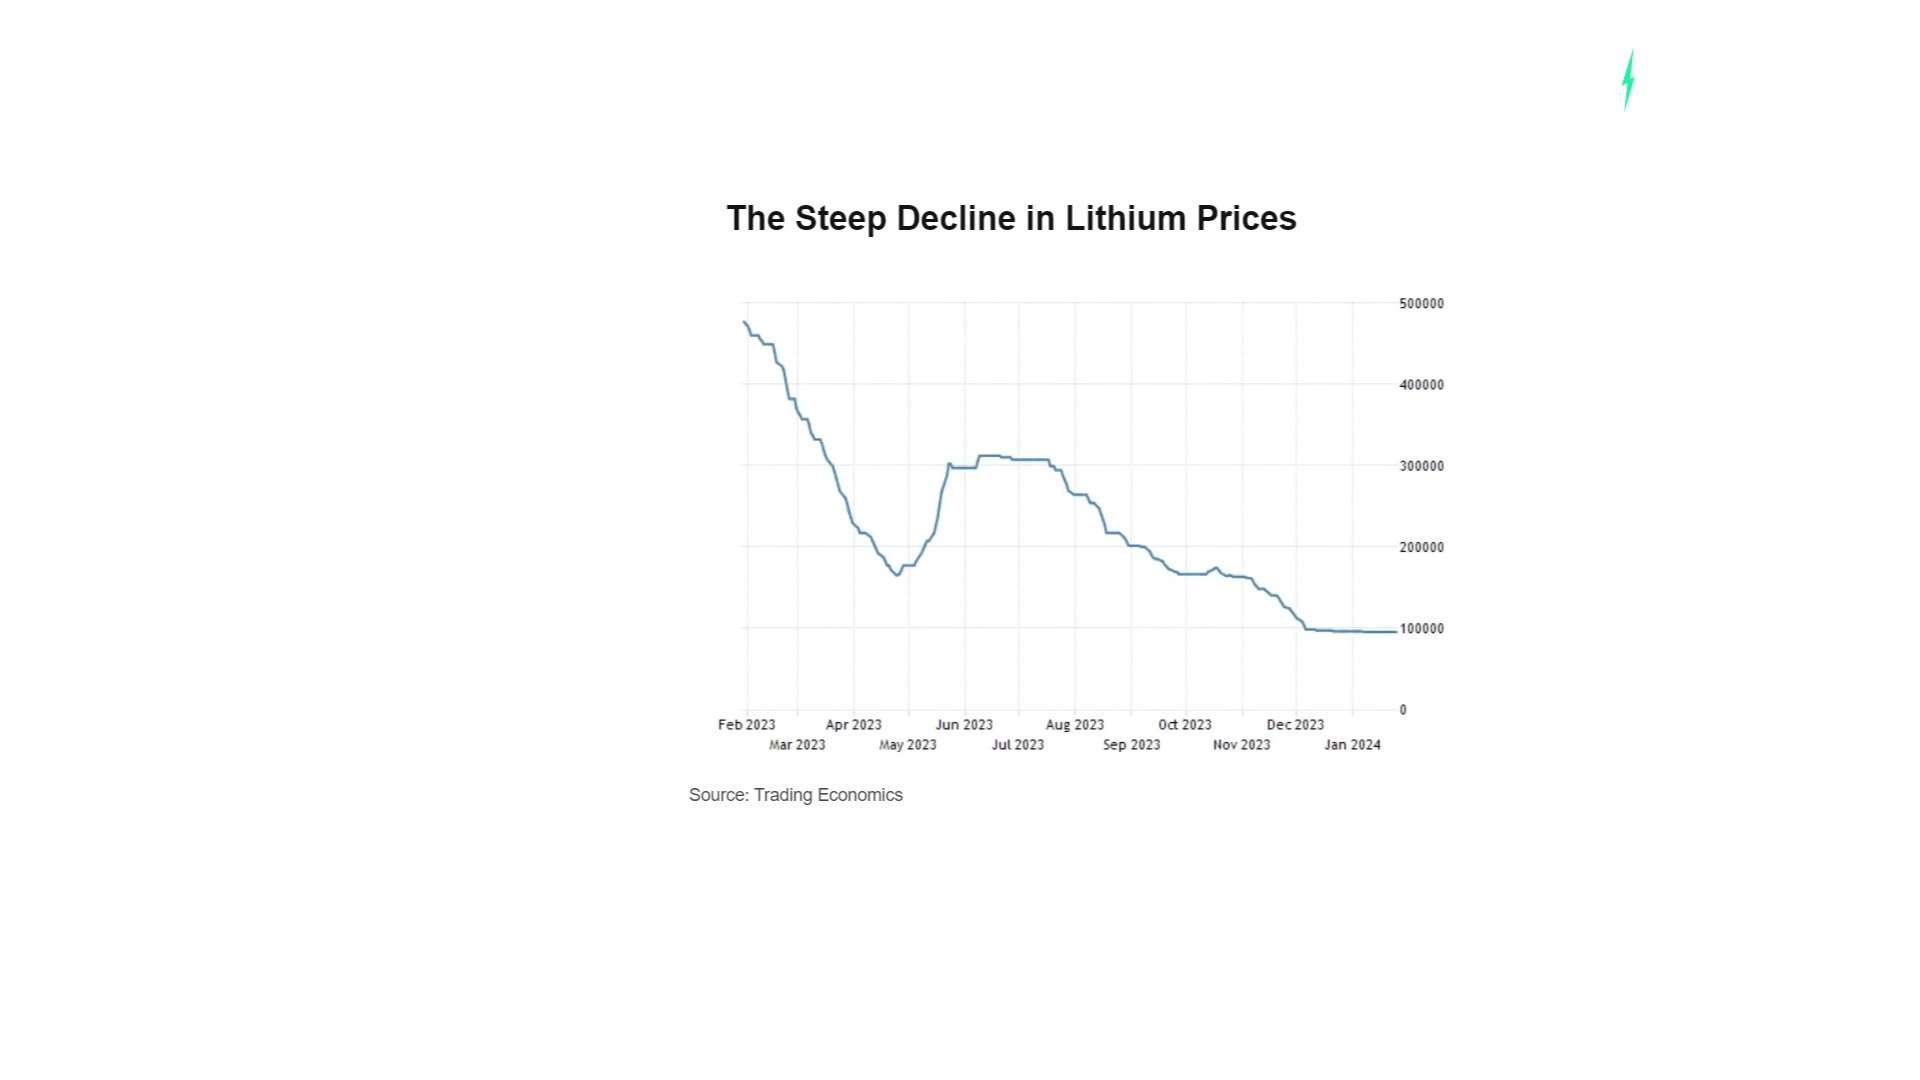 The Steep Decline in Lithium Prices
500000
400000
300000
200000
100000
0
Feb 2023 Apr 2023 Jun 2023 Aug 2023 Oct 2023 Dec 2023
Mar 2023 May 2023 Jul 2023 Sep 2023 Nov 2023 Jan 2024
Source: Trading Economics